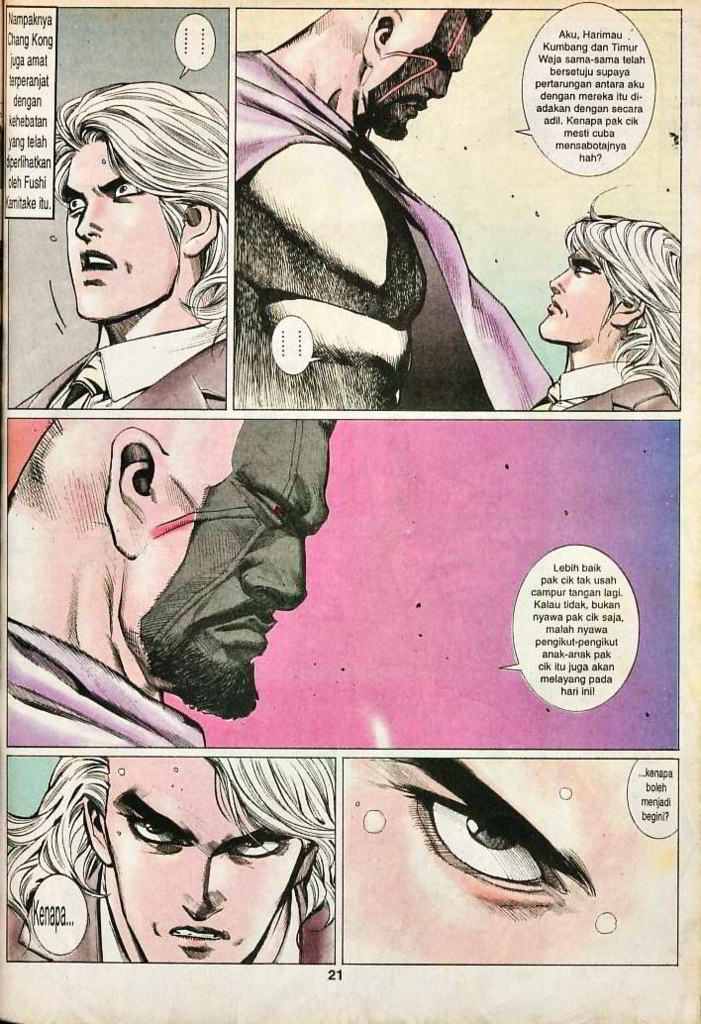 Nampaknya
Chang Kong
juga amat
terperanjat
dengan
kehebatan
yang telah
diperlihatkan
oleh Fushi
Kamitake itu.
Aku, Harimau
Kumbang dan Timur
Waja sama-sama telah
bersetuju supaya
pertarungan antara aku
dengan mereka itu di-
adakan dengan secara
adil. Kenapa pak cik
mesti cuba
mensabotajnya
hah?
Lebih baik
pak cik tak usah
campur tangan lagi.
Kalau tidak, bukan
nyawa pak cik saja,
malah nyawa
pengikut-pengikut
anak-anak pak
cik itu juga akan
melayang pada
hari ini!
Kenapa...
...kenapa
boleh
menjadi
begini?
21